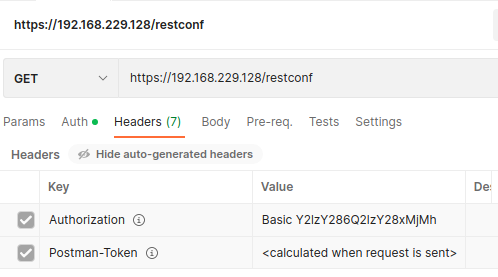 https://192.168.229.128/restconf
GET https://192.168.229.128/restconf
Params Auth Headers (7) Body Pre-req. Tests Settings
Headers Hide auto-generated headers
Key Value
Authorization Basic Y2lzY286Q2lzY28xMjMh
Postman-Token <calculated when request is sent>